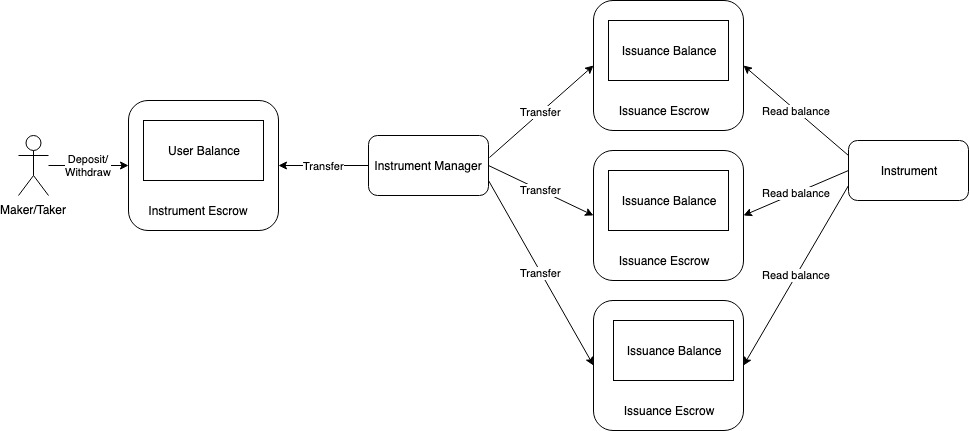 Maker/Taker
Deposit/
Withdraw
User Balance
Instrument Escrow
Transfer
Instrument Manager
Transfer
Transfer
Transfer
Issuance Balance
Issuance Escrow
Issuance Balance
Issuance Escrow
Issuance Balance
Issuance Escrow
Read balance
Read balance
Read balance
Instrument